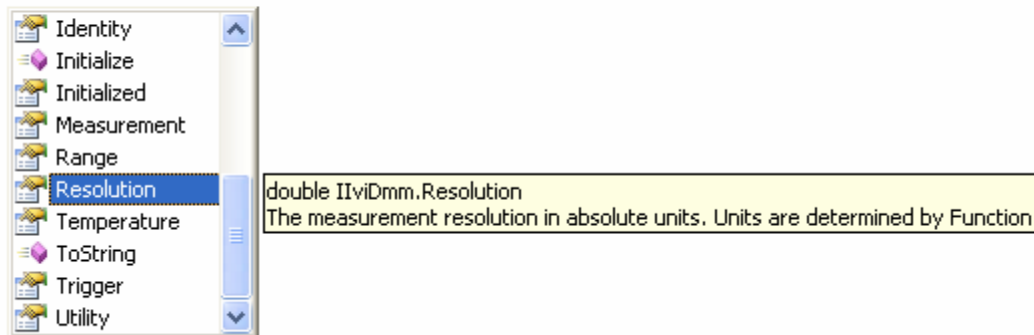 Identity
Initialize
Initialized
Measurement
Range
Resolution
Temperature
ToString
Trigger
Utility
double IIviDmm.Resolution
The measurement resolution in absolute units. Units are determined by Function